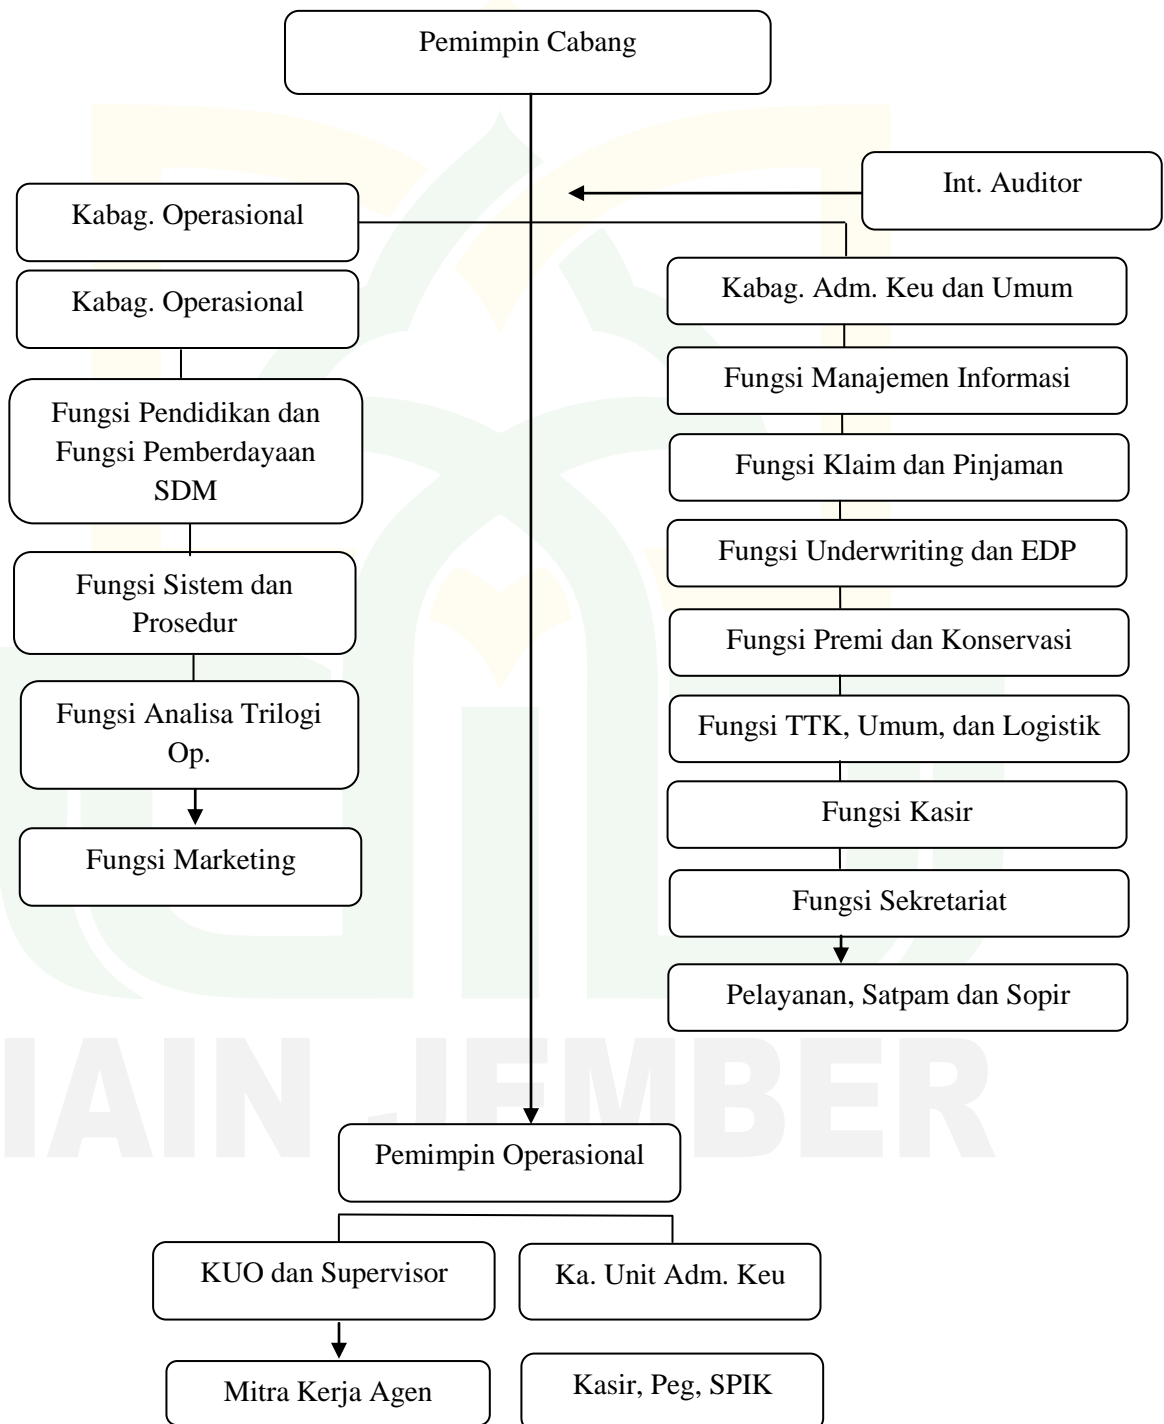 Pemimpin Cabang
Int. Auditor
Kabag. Operasional
Kabag. Operasional
Fungsi Pendidikan dan
Fungsi Pemberdayaan
SDM
Fungsi Sistem dan
Prosedur
Fungsi Analisa Trilogi
Op.
Fungsi Marketing
Kabag. Adm. Keu dan Umum
Fungsi Manajemen Informasi
Fungsi Klaim dan Pinjaman
Fungsi Underwriting dan EDP
Fungsi Premi dan Konservasi
Fungsi TTK, Umum, dan Logistik
Fungsi Kasir
Fungsi Sekretariat
Pelayanan, Satpam dan Sopir
IAIN JEMBER
Pemimpin Operasional
KUO dan Supervisor
Ka. Unit Adm. Keu
Mitra Kerja Agen
Kasir, Peg, SPIK